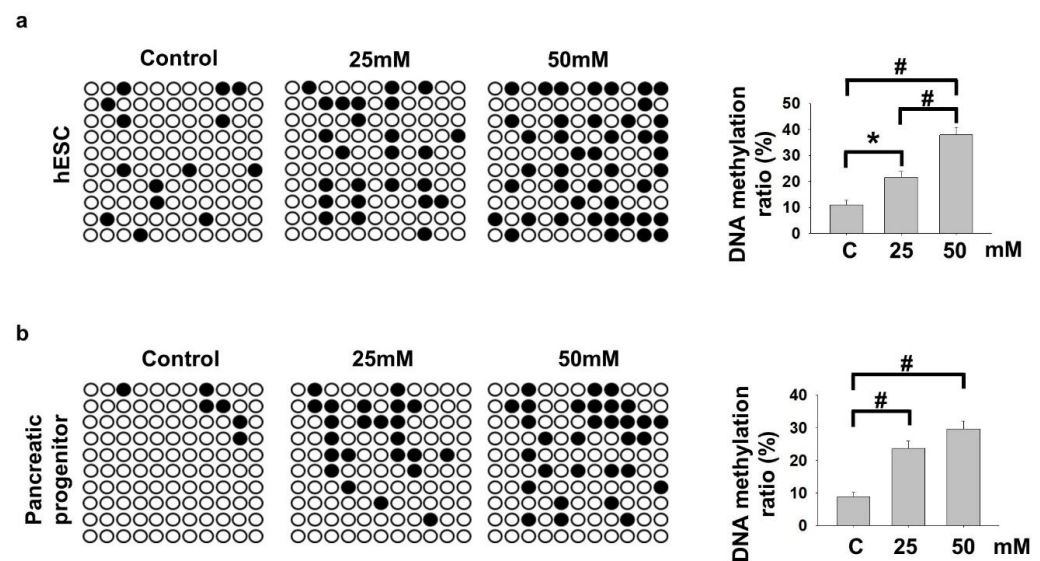 a
Control 25mM 50mM
hESC
DNA methylation
ratio (%)
50
40
30
20
10
0
#
#
*
C 25 50 mM
b
Control 25mM 50mM
Pancreatic
progenitor
DNA methylation
ratio (%)
40
30
20
10
0
#
#
C 25 50 mM